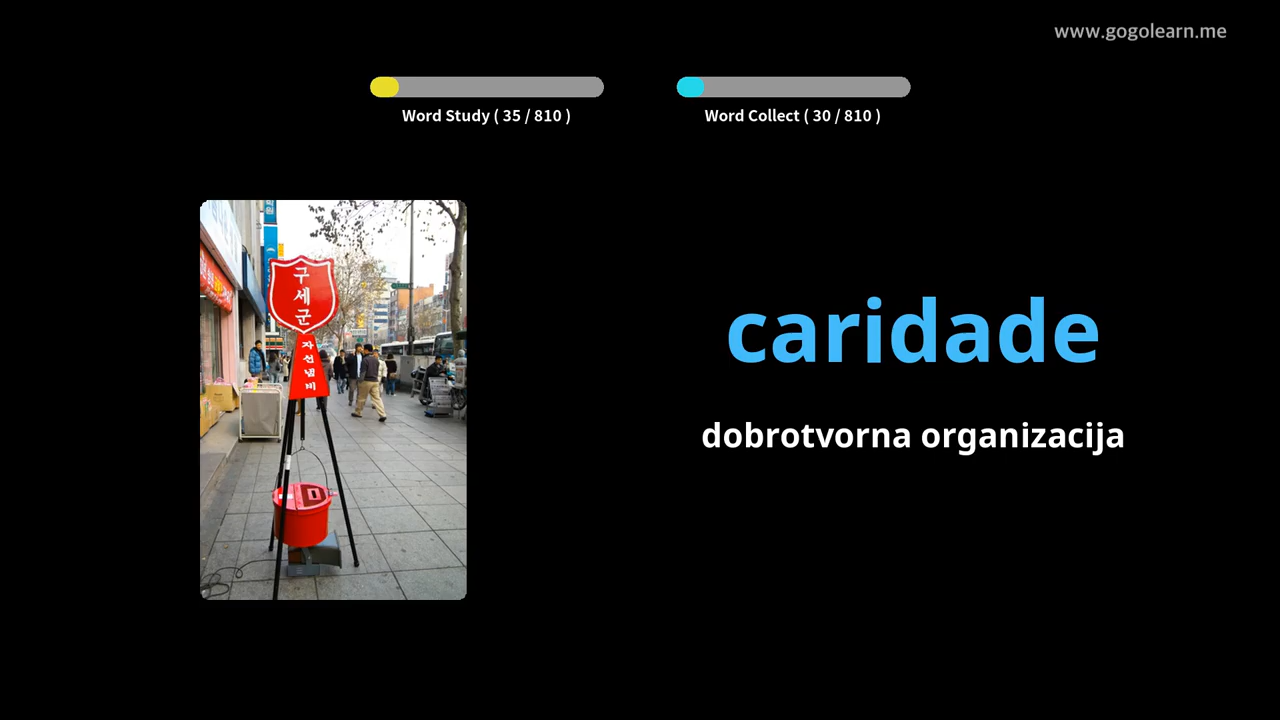 www.gogolearn.me
Word Study ( 35 / 810 )
Word Collect ( 30 / 810 )
구
세
군
자
선
냄
비
caridade
dobrotvorna organizacija